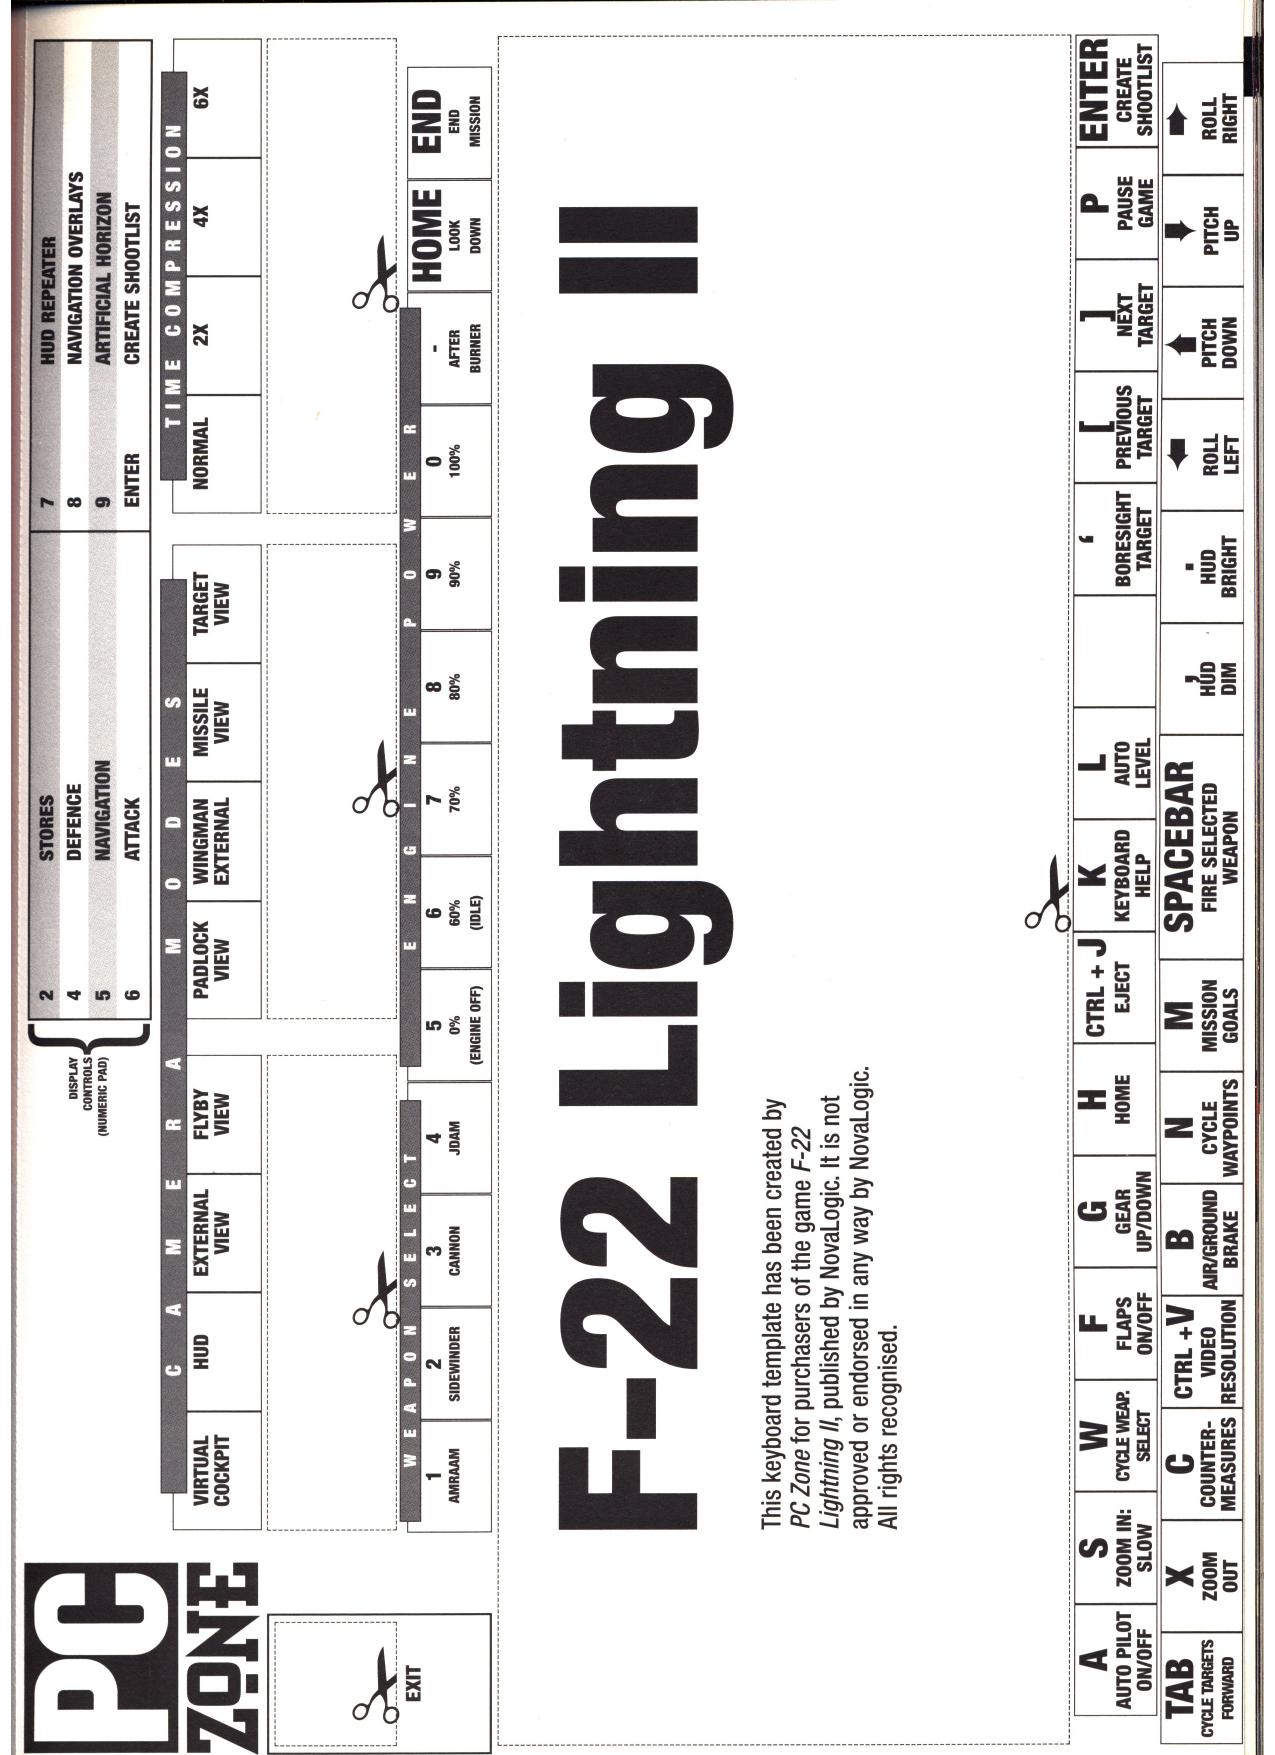 PC
ZONE
DISPLAY
CONTROLS
(NUMERIC PAD)
2 STORES
4 DEFENCE
5 NAVIGATION
6 ATTACK
7 HUD REPEATER
8 NAVIGATION OVERLAYS
9 ARTIFICIAL HORIZON
ENTER CREATE SHOOTLIST
CAMERA MODES
VIRTUAL
COCKPIT
HUD
EXTERNAL
VIEW
FLYBY
VIEW
PADLOCK
VIEW
WINGMAN
EXTERNAL
MISSILE
VIEW
TARGET
VIEW
TIME COMPRESSION
NORMAL
2X
4X
6X
EXIT
WEAPON SELECT
1
AMRAAM
2
SIDEWINDER
3
CANNON
4
JDAM
ENGINE POWER
5
0%
(ENGINE OFF)
6
60%
(IDLE)
7
70%
8
80%
9
90%
0
100%
-
AFTER
BURNER
HOME
LOOK
DOWN
END
END
MISSION
F-22 Lightning II
This keyboard template has been created by
PC Zone for purchasers of the game F-22
Lightning II, published by NovaLogic. It is not
approved or endorsed in any way by NovaLogic.
All rights recognised.
A
AUTO PILOT
ON/OFF
S
ZOOM IN:
SLOW
W
CYCLE WEAP.
SELECT
F
FLAPS
ON/OFF
G
GEAR
UP/DOWN
H
HOME
CTRL + J
EJECT
K
KEYBOARD
HELP
L
AUTO
LEVEL
‘
BORESIGHT
TARGET
[
PREVIOUS
TARGET
]
NEXT
TARGET
P
PAUSE
GAME
ENTER
CREATE
SHOOTLIST
TAB
CYCLE TARGETS
FORWARD
X
ZOOM
OUT
C
COUNTER-
MEASURES
CTRL +V
VIDEO
RESOLUTION
B
AIR/GROUND
BRAKE
N
CYCLE
WAYPOINTS
M
MISSION
GOALS
SPACEBAR
FIRE SELECTED
WEAPON
,
HUD
DIM
.
HUD
BRIGHT
⬅
ROLL
LEFT
⬆
PITCH
DOWN
⬇
PITCH
UP
➡
ROLL
RIGHT